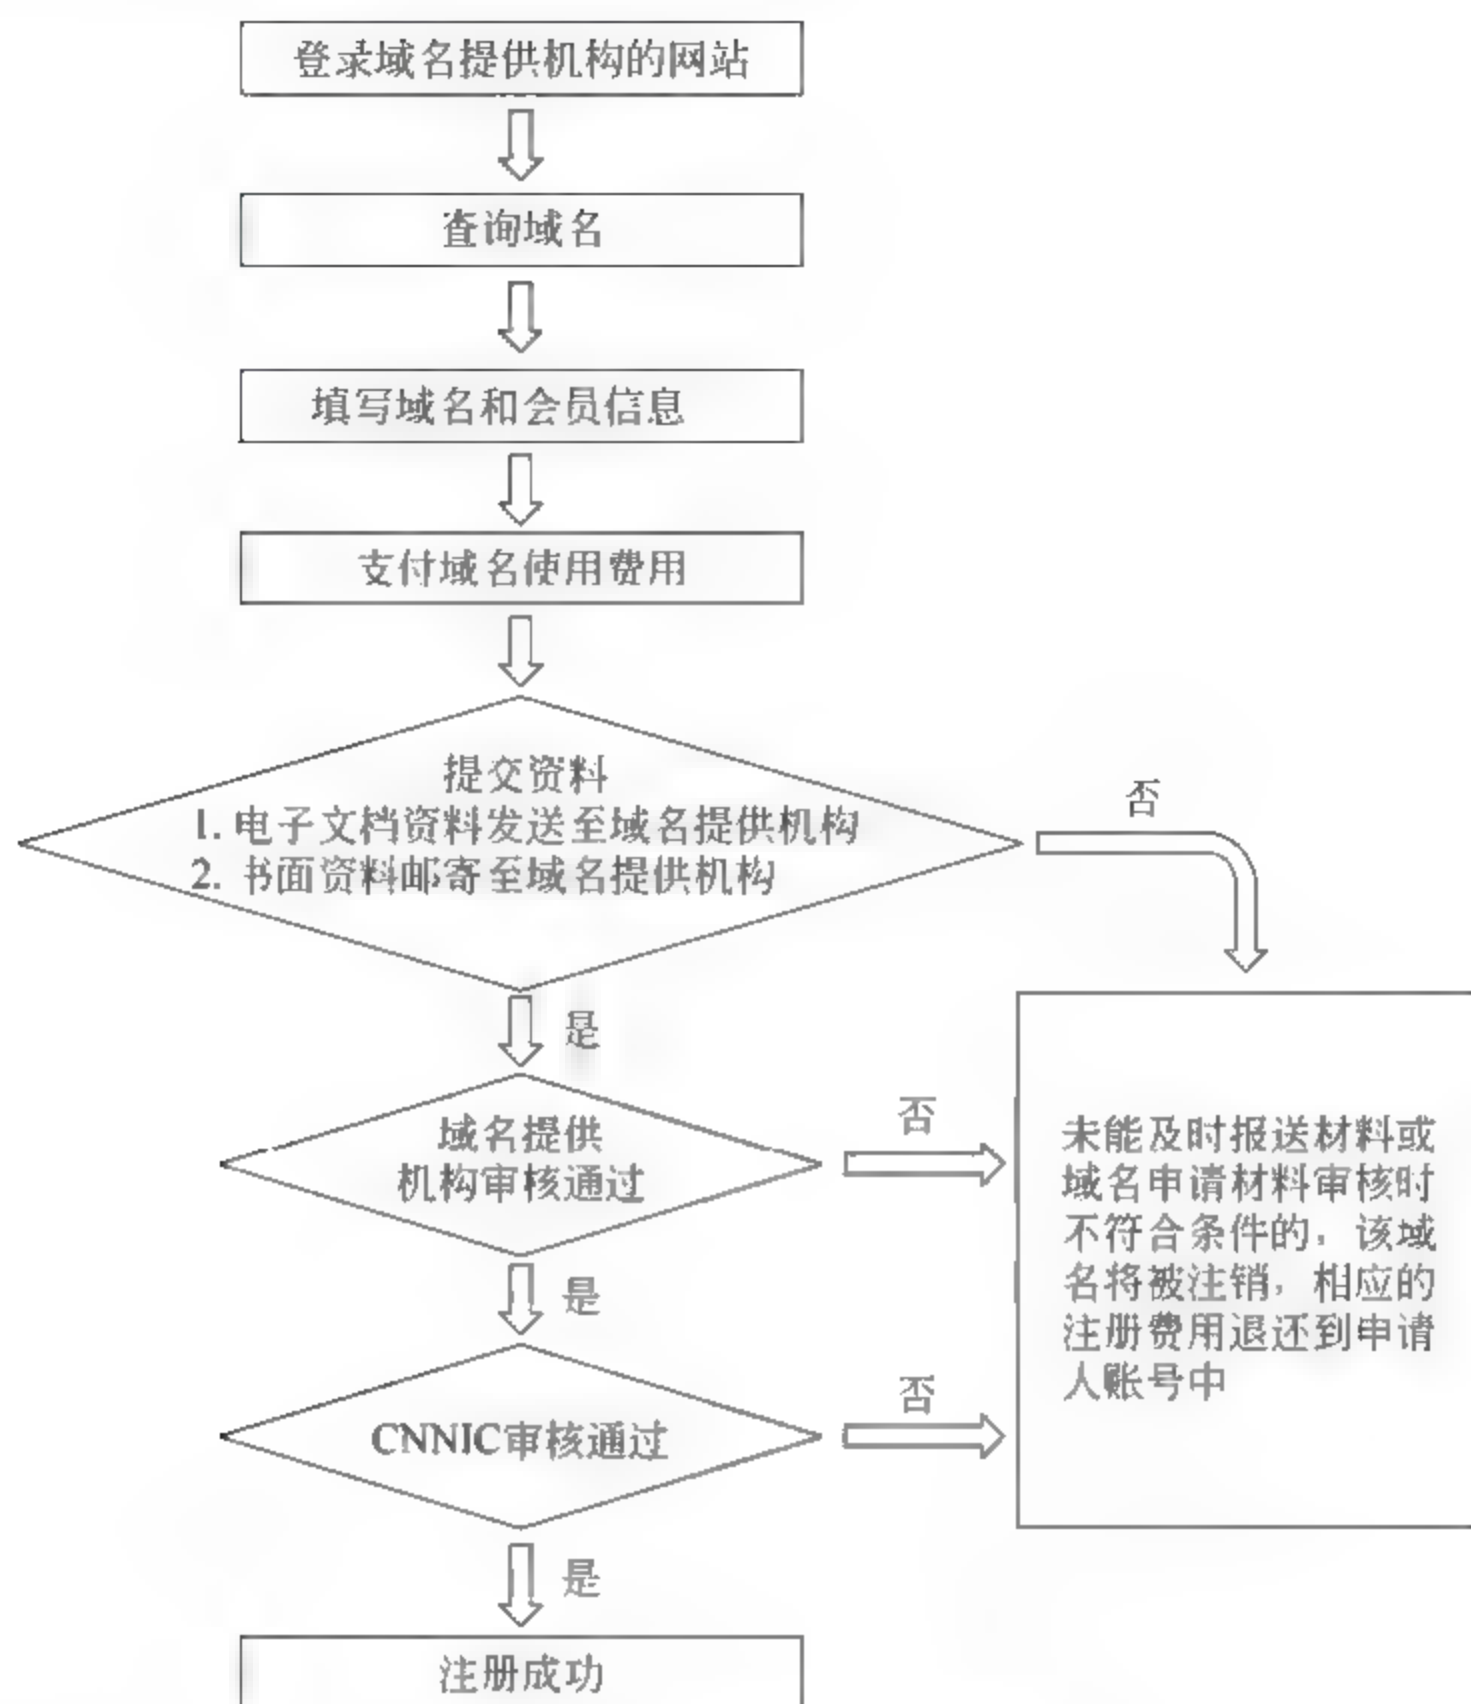 登录域名提供机构的网站
查询域名
填写域名和会员信息
支付域名使用费用
提交资料
1. 电子文档资料发送至域名提供机构
2. 书面资料邮寄至域名提供机构
否
是
域名提供
机构审核通过
否
未能及时报送材料或
域名申请材料审核时
不符合条件的，该域
名将被注销，相应的
注册费用退还到申请
人账号中
是
CNNIC审核通过
否
是
注册成功